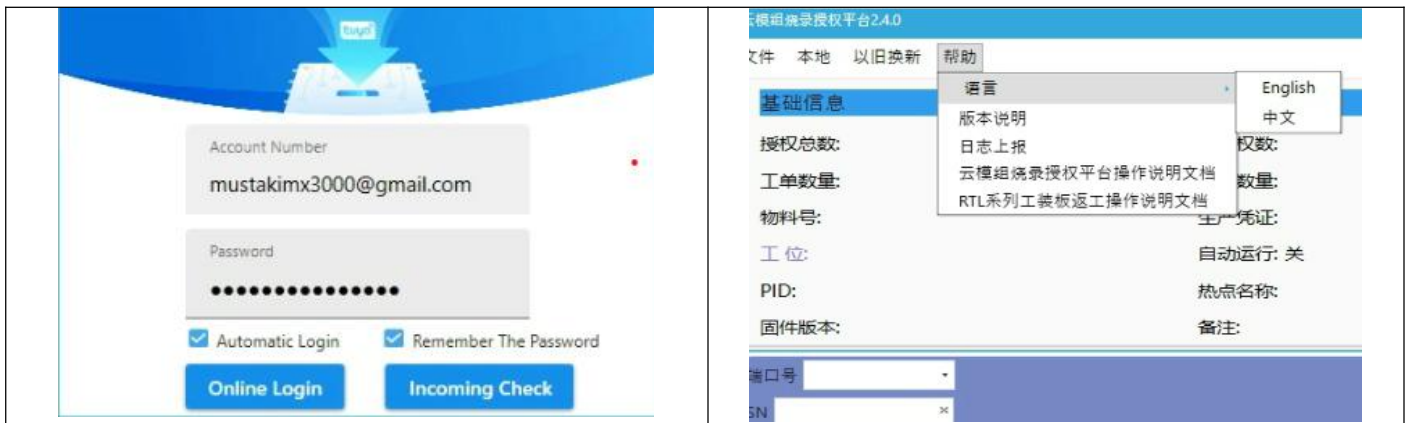 tuya
Account Number
mustakimx3000@gmail.com
Password
Automatic Login
Remember The Password
Online Login
Incoming Check
云模组烧录授权平台2.4.0
文件 本地 以旧换新 帮助
语言
English
中文
基础信息
版本说明
授权总数:
日志上报
权数:
云模组烧录授权平台操作说明文档
工单数量:
数量:
RTL系列工装板返工操作说明文档
物料号:
生产凭证:
工 位:
自动运行: 关
PID:
热点名称:
固件版本:
备注:
端口号
SN